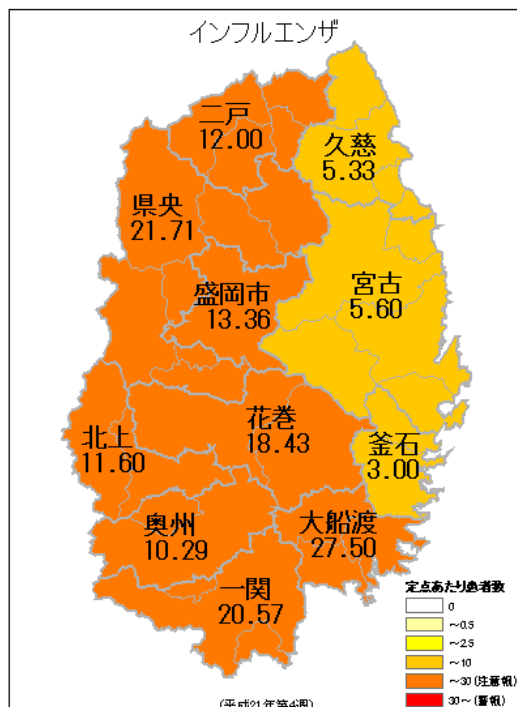 インフルエンザ
二戸
12.00
久慈
5.33
県央
21.71
盛岡市
13.36
宮古
5.60
花巻
18.43
北上
11.60
釜石
3.00
奥州
10.29
大船渡
27.50
一関
20.57
定点あたり患者数
0
～0.5
～2.5
～10
～30(注意報)
30～(警報)
(平成21年第4週)